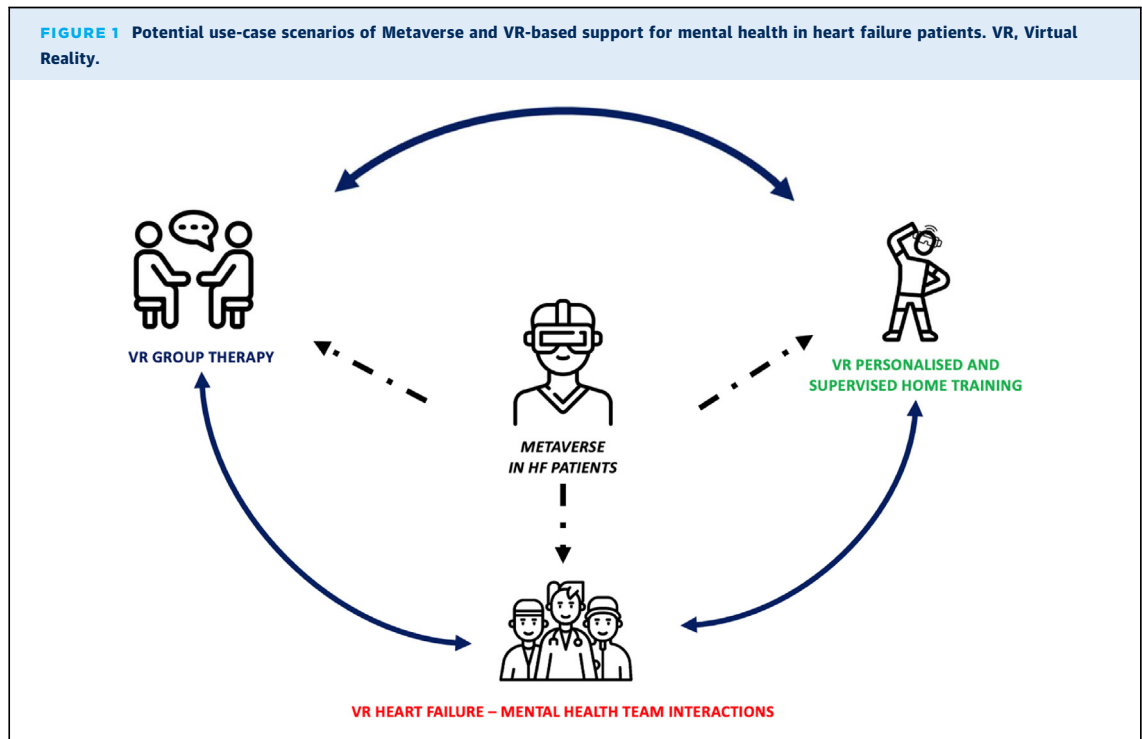 FIGURE 1 Potential use-case scenarios of Metaverse and VR-based support for mental health in heart failure patients. VR, Virtual
Reality.
VR GROUP THERAPY
VR PERSONALISED AND
SUPERVISED HOME TRAINING
METAVERSE
IN HF PATIENTS
VR HEART FAILURE – MENTAL HEALTH TEAM INTERACTIONS